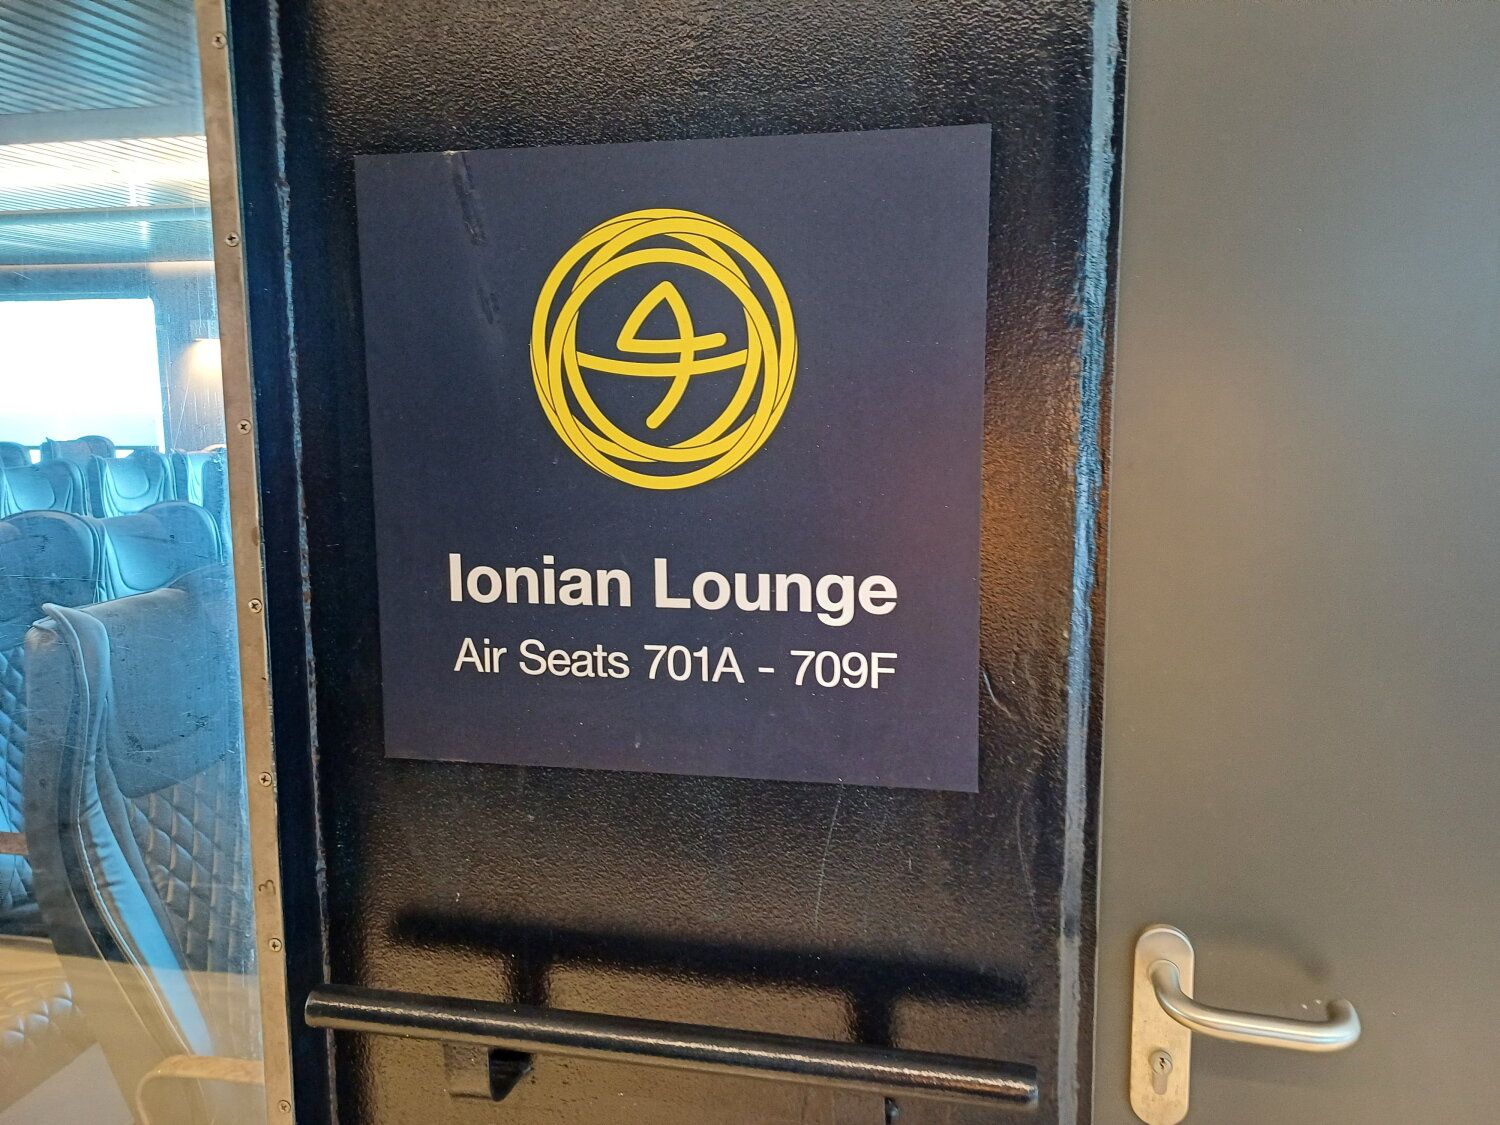 Ionian Lounge
Air Seats 701A - 709F